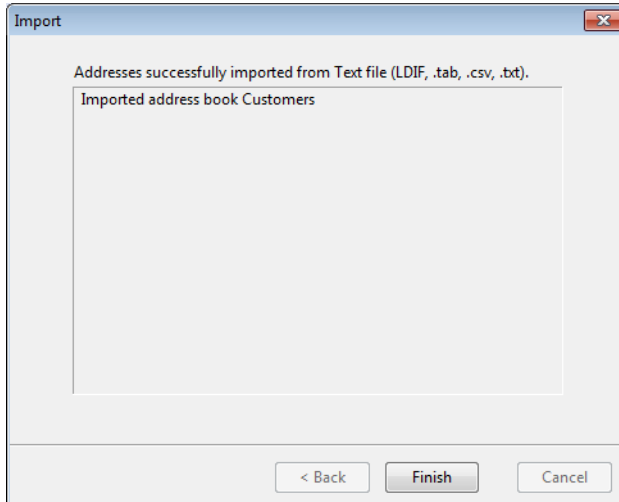 Import
Addresses successfully imported from Text file (LDIF, .tab, .csv, .txt).
Imported address book Customers
< Back
Finish
Cancel